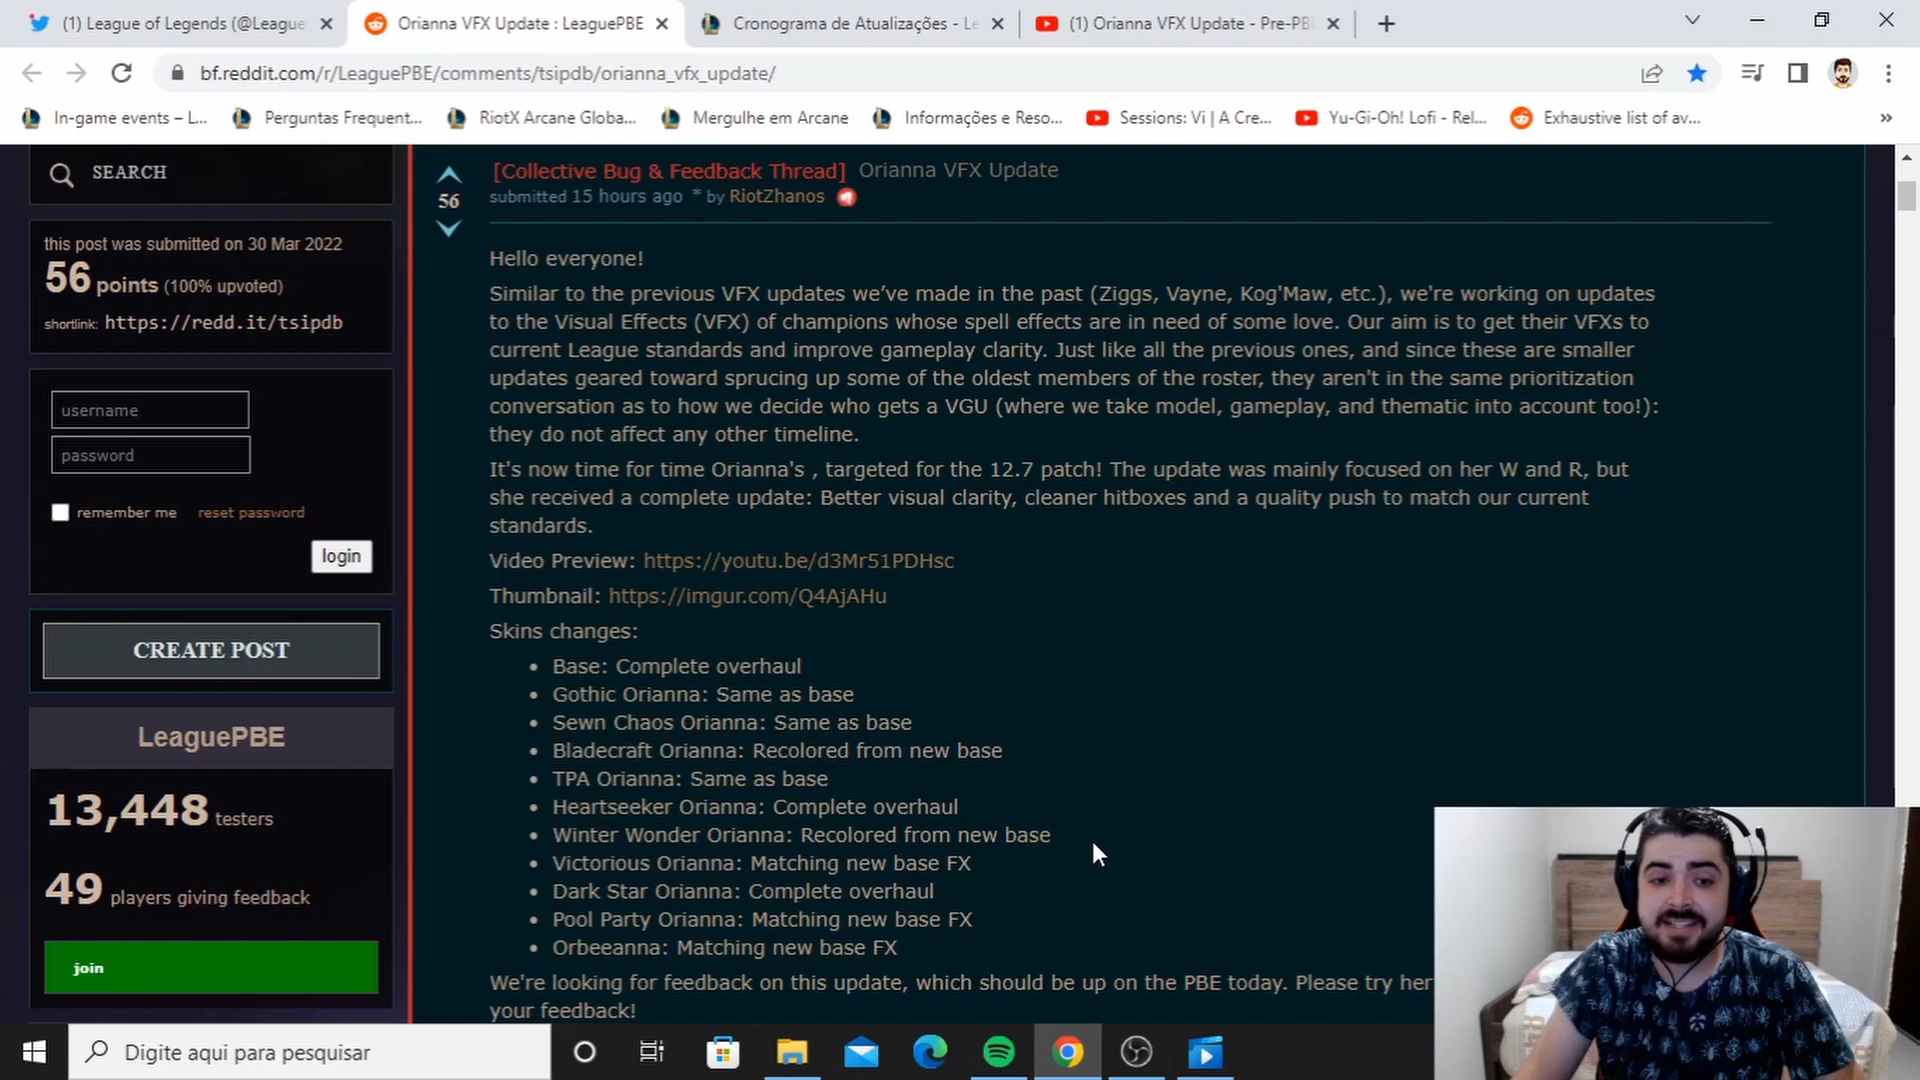 (1) League of Legends (@League
Orianna VFX Update : LeaguePBE
Cronograma de Atualizações - Le
(1) Orianna VFX Update - Pre-PB
bf.reddit.com/r/LeaguePBE/comments/tsipdb/orianna_vfx_update/
In-game events – L...
Perguntas Frequent...
RiotX Arcane Globa...
Mergulhe em Arcane
Informações e Reso...
Sessions: Vi | A Cre...
Yu-Gi-Oh! Lofi - Rel...
Exhaustive list of av...
SEARCH
this post was submitted on 30 Mar 2022
56 points (100% upvoted)
shortlink: https://redd.it/tsipdb
username
password
remember me reset password
login
CREATE POST
LeaguePBE
13,448 testers
49 players giving feedback
join
56
[Collective Bug & Feedback Thread] Orianna VFX Update
submitted 15 hours ago * by RiotZhanos
Hello everyone!
Similar to the previous VFX updates we've made in the past (Ziggs, Vayne, Kog'Maw, etc.), we're working on updates
to the Visual Effects (VFX) of champions whose spell effects are in need of some love. Our aim is to get their VFXs to
current League standards and improve gameplay clarity. Just like all the previous ones, and since these are smaller
updates geared toward sprucing up some of the oldest members of the roster, they aren't in the same prioritization
conversation as to how we decide who gets a VGU (where we take model, gameplay, and thematic into account too!):
they do not affect any other timeline.
It's now time for time Orianna's , targeted for the 12.7 patch! The update was mainly focused on her W and R, but
she received a complete update: Better visual clarity, cleaner hitboxes and a quality push to match our current
standards.
Video Preview: https://youtu.be/d3Mr51PDHsc
Thumbnail: https://imgur.com/Q4AjAHu
Skins changes:
• Base: Complete overhaul
• Gothic Orianna: Same as base
• Sewn Chaos Orianna: Same as base
• Bladecraft Orianna: Recolored from new base
• TPA Orianna: Same as base
• Heartseeker Orianna: Complete overhaul
• Winter Wonder Orianna: Recolored from new base
• Victorious Orianna: Matching new base FX
• Dark Star Orianna: Complete overhaul
• Pool Party Orianna: Matching new base FX
• Orbeeanna: Matching new base FX
We're looking for feedback on this update, which should be up on the PBE today. Please try her
your feedback!
Digite aqui para pesquisar